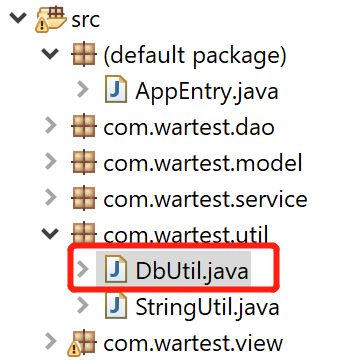 src
(default package)
AppEntry.java
com.wartest.dao
com.wartest.model
com.wartest.service
com.wartest.util
DbUtil.java
StringUtil.java
com.wartest.view